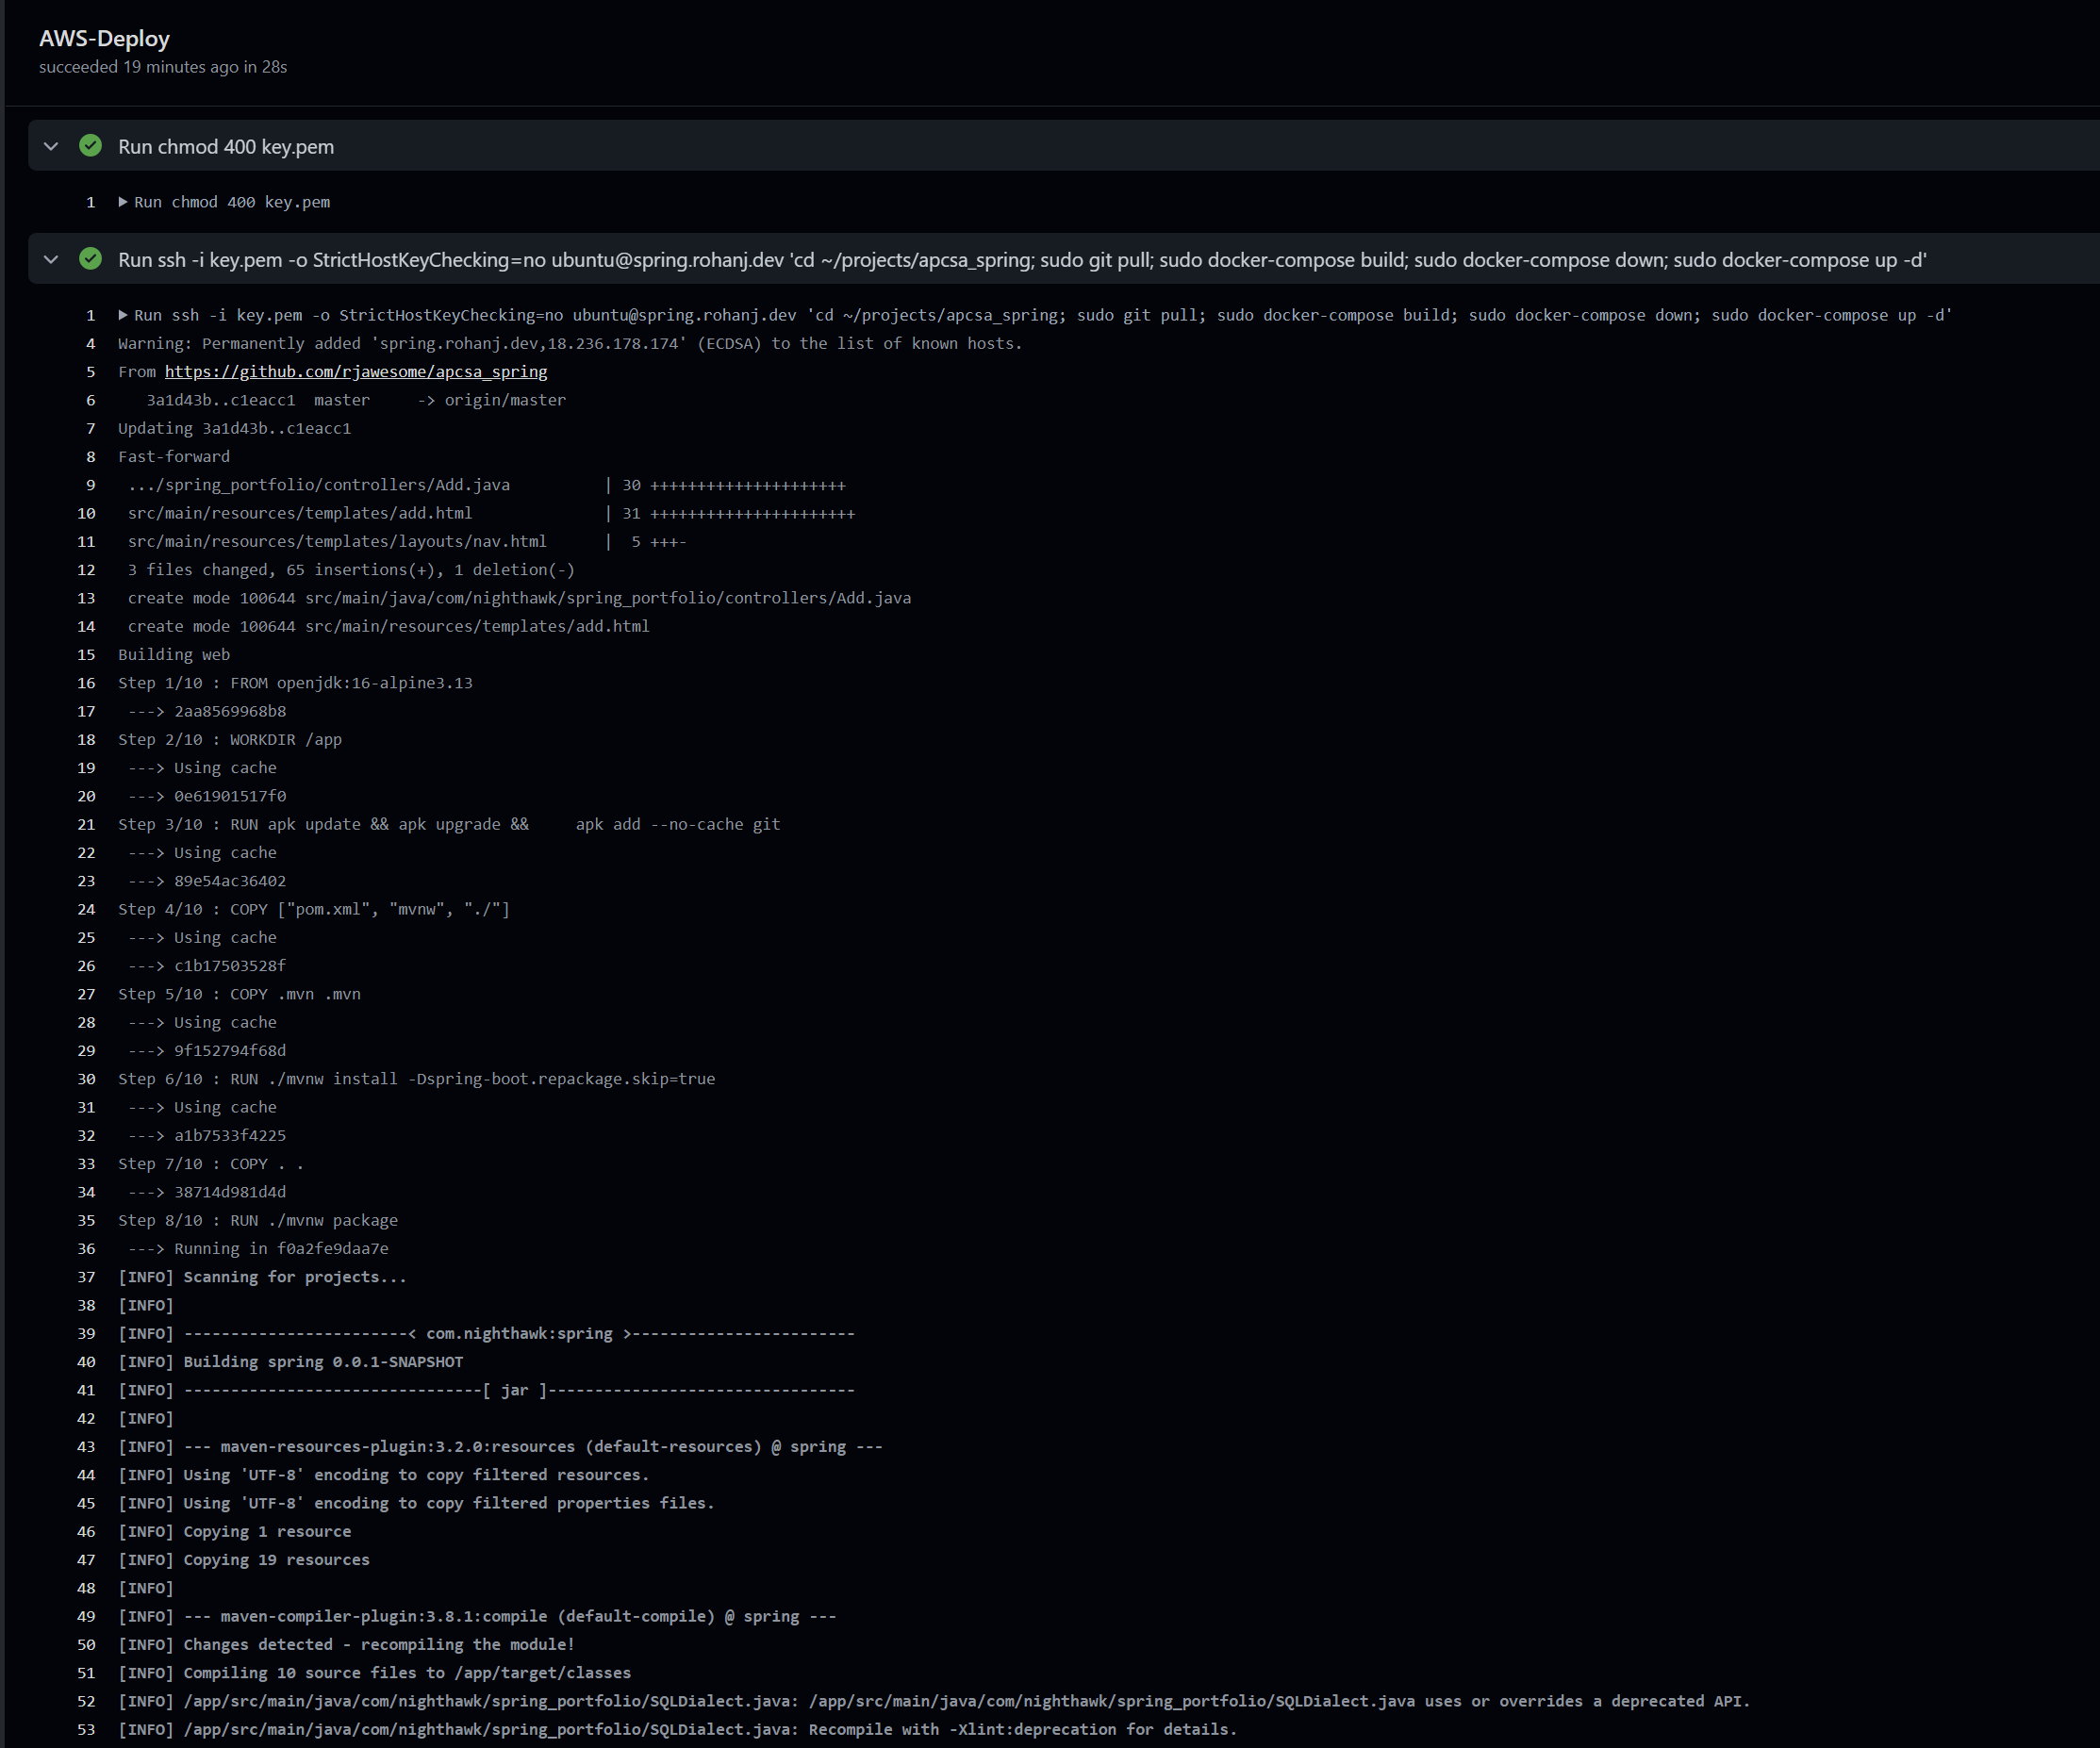 AWS-Deploy
succeeded 19 minutes ago in 28s
Run chmod 400 key.pem
1 ▶ Run chmod 400 key.pem
Run ssh -i key.pem -o StrictHostKeyChecking=no ubuntu@spring.rohanj.dev 'cd ~/projects/apcsa_spring; sudo git pull; sudo docker-compose build; sudo docker-compose down; sudo docker-compose up -d'
1 ▶ Run ssh -i key.pem -o StrictHostKeyChecking=no ubuntu@spring.rohanj.dev 'cd ~/projects/apcsa_spring; sudo git pull; sudo docker-compose build; sudo docker-compose down; sudo docker-compose up -d'
4 Warning: Permanently added 'spring.rohanj.dev,18.236.178.174' (ECDSA) to the list of known hosts.
5 From https://github.com/rjawesome/apcsa_spring
6    3a1d43b..c1eacc1  master     -> origin/master
7 Updating 3a1d43b..c1eacc1
8 Fast-forward
9  .../spring_portfolio/controllers/Add.java          | 30 +++++++++++++++++++++
10  src/main/resources/templates/add.html              | 31 ++++++++++++++++++++++
11  src/main/resources/templates/layouts/nav.html      |  5 +++-
12  3 files changed, 65 insertions(+), 1 deletion(-)
13  create mode 100644 src/main/java/com/nighthawk/spring_portfolio/controllers/Add.java
14  create mode 100644 src/main/resources/templates/add.html
15 Building web
16 Step 1/10 : FROM openjdk:16-alpine3.13
17  ---> 2aa8569968b8
18 Step 2/10 : WORKDIR /app
19  ---> Using cache
20  ---> 0e61901517f0
21 Step 3/10 : RUN apk update && apk upgrade &&     apk add --no-cache git
22  ---> Using cache
23  ---> 89e54ac36402
24 Step 4/10 : COPY ["pom.xml", "mvnw", "./"]
25  ---> Using cache
26  ---> c1b17503528f
27 Step 5/10 : COPY .mvn .mvn
28  ---> Using cache
29  ---> 9f152794f68d
30 Step 6/10 : RUN ./mvnw install -Dspring-boot.repackage.skip=true
31  ---> Using cache
32  ---> a1b7533f4225
33 Step 7/10 : COPY . .
34  ---> 38714d981d4d
35 Step 8/10 : RUN ./mvnw package
36  ---> Running in f0a2fe9daa7e
37 [INFO] Scanning for projects...
38 [INFO]
39 [INFO] ------------------------< com.nighthawk:spring >------------------------
40 [INFO] Building spring 0.0.1-SNAPSHOT
41 [INFO] --------------------------------[ jar ]---------------------------------
42 [INFO]
43 [INFO] --- maven-resources-plugin:3.2.0:resources (default-resources) @ spring ---
44 [INFO] Using 'UTF-8' encoding to copy filtered resources.
45 [INFO] Using 'UTF-8' encoding to copy filtered properties files.
46 [INFO] Copying 1 resource
47 [INFO] Copying 19 resources
48 [INFO]
49 [INFO] --- maven-compiler-plugin:3.8.1:compile (default-compile) @ spring ---
50 [INFO] Changes detected - recompiling the module!
51 [INFO] Compiling 10 source files to /app/target/classes
52 [INFO] /app/src/main/java/com/nighthawk/spring_portfolio/SQLDialect.java: /app/src/main/java/com/nighthawk/spring_portfolio/SQLDialect.java uses or overrides a deprecated API.
53 [INFO] /app/src/main/java/com/nighthawk/spring_portfolio/SQLDialect.java: Recompile with -Xlint:deprecation for details.